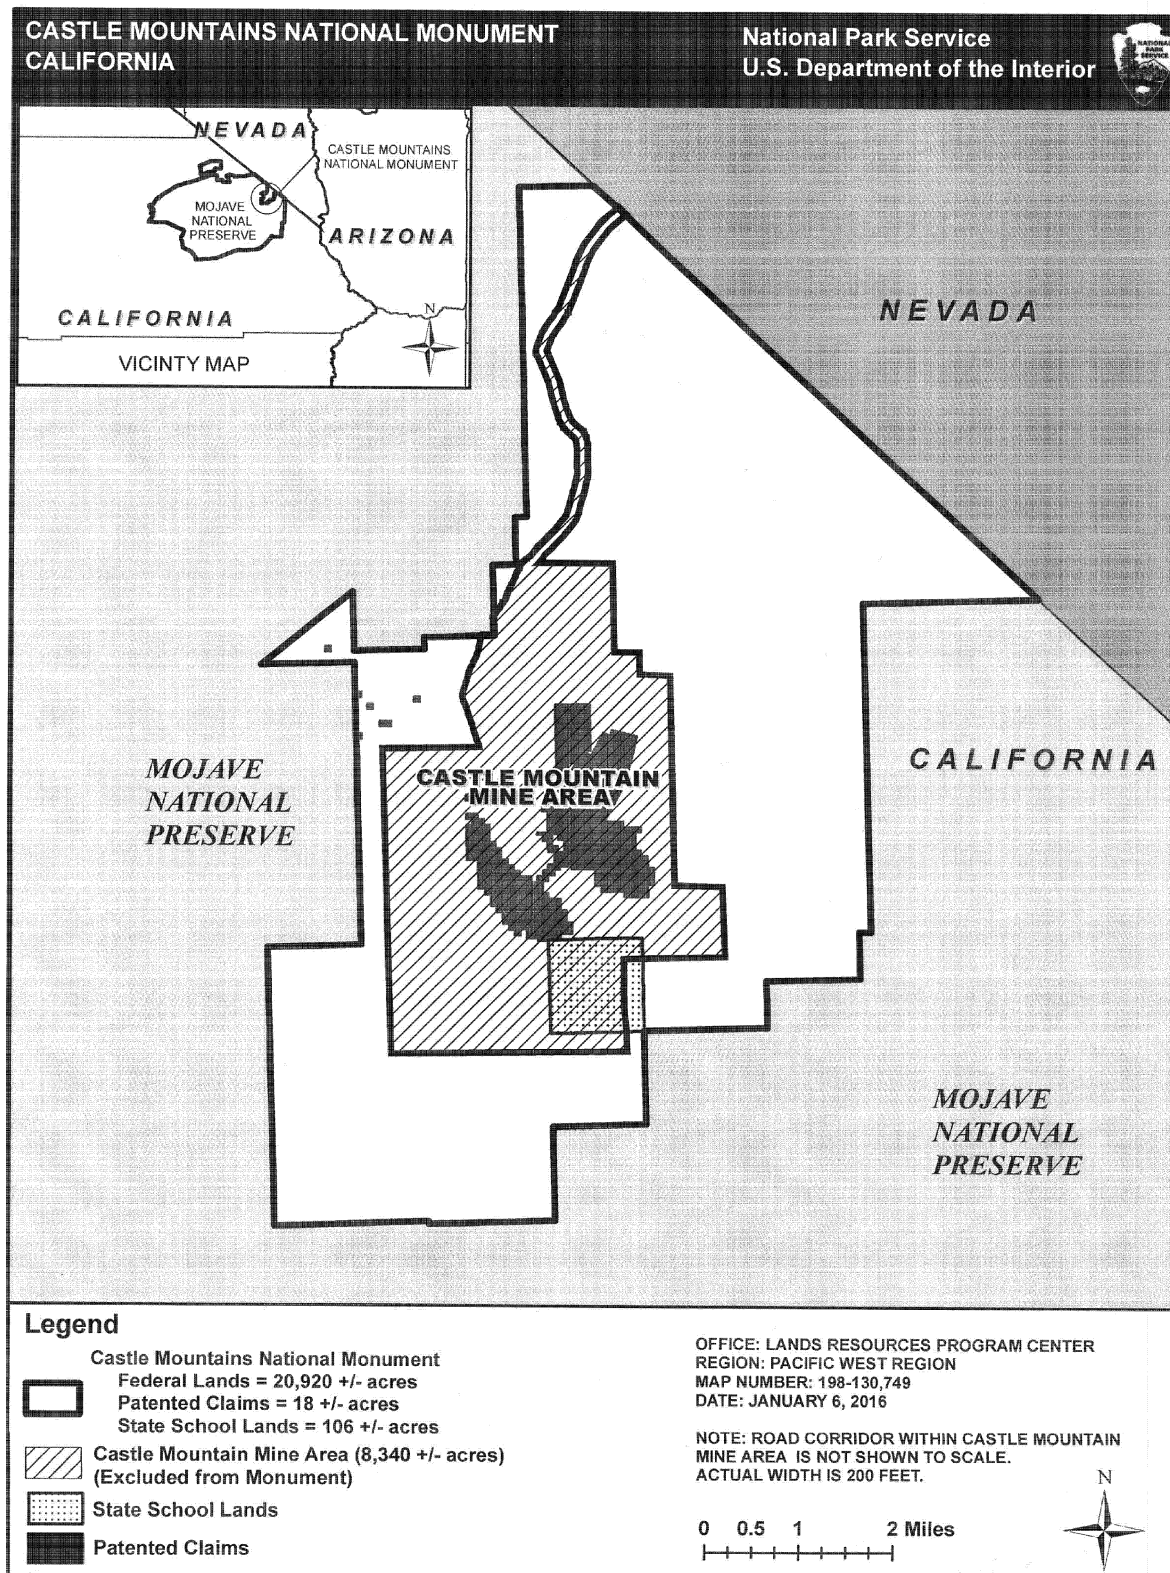 CASTLE MOUNTAINS NATIONAL MONUMENT
CALIFORNIA
National Park Service
U.S. Department of the Interior
NATIONAL
PARK
SERVICE
NEVADA
CASTLE MOUNTAINS
NATIONAL MONUMENT
MOJAVE
NATIONAL
PRESERVE
ARIZONA
CALIFORNIA
N
VICINTY MAP
NEVADA
CALIFORNIA
MOJAVE
NATIONAL
PRESERVE
CASTLE MOUNTAIN
MINE AREA
MOJAVE
NATIONAL
PRESERVE
Legend
Castle Mountains National Monument
Federal Lands = 20,920 +/- acres
Patented Claims = 18 +/- acres
State School Lands = 106 +/- acres
Castle Mountain Mine Area (8,340 +/- acres)
(Excluded from Monument)
State School Lands
Patented Claims
OFFICE: LANDS RESOURCES PROGRAM CENTER
REGION: PACIFIC WEST REGION
MAP NUMBER: 198-130,749
DATE: JANUARY 6, 2016
NOTE: ROAD CORRIDOR WITHIN CASTLE MOUNTAIN
MINE AREA IS NOT SHOWN TO SCALE.
ACTUAL WIDTH IS 200 FEET.
N
0 0.5 1 2 Miles